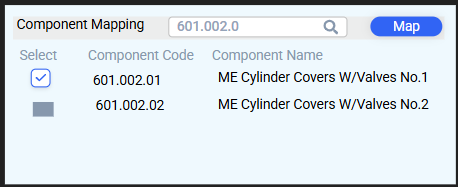 Component Mapping 601.002.0 Map
Select Component Code Component Name
601.002.01 ME Cylinder Covers W/Valves No.1
601.002.02 ME Cylinder Covers W/Valves No.2